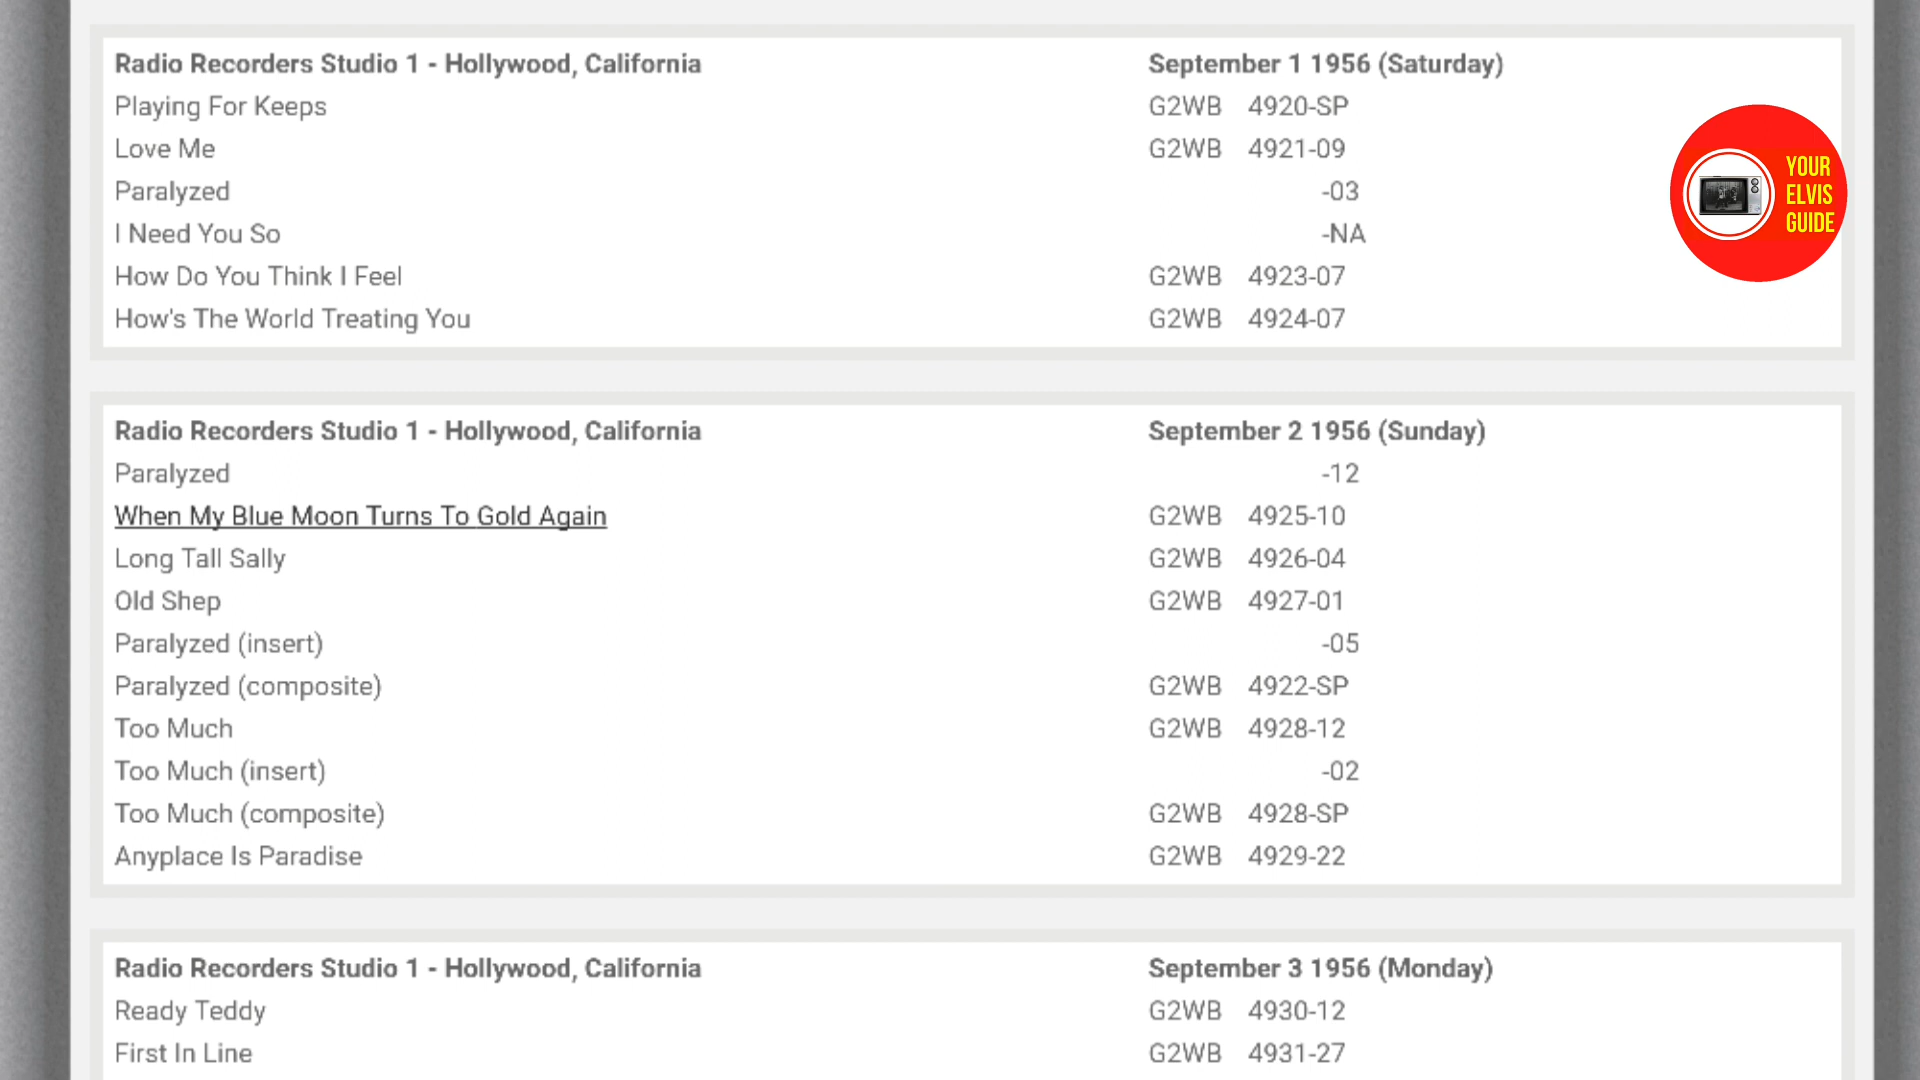 Radio Recorders Studio 1 - Hollywood, California September 1 1956 (Saturday)
Playing For Keeps G2WB 4920-SP
Love Me G2WB 4921-09
Paralyzed -03
I Need You So -NA
How Do You Think I Feel G2WB 4923-07
How's The World Treating You G2WB 4924-07
YOUR
ELVIS
GUIDE
Radio Recorders Studio 1 - Hollywood, California September 2 1956 (Sunday)
Paralyzed -12
When My Blue Moon Turns To Gold Again G2WB 4925-10
Long Tall Sally G2WB 4926-04
Old Shep G2WB 4927-01
Paralyzed (insert) -05
Paralyzed (composite) G2WB 4922-SP
Too Much G2WB 4928-12
Too Much (insert) -02
Too Much (composite) G2WB 4928-SP
Anyplace Is Paradise G2WB 4929-22
Radio Recorders Studio 1 - Hollywood, California September 3 1956 (Monday)
Ready Teddy G2WB 4930-12
First In Line G2WB 4931-27